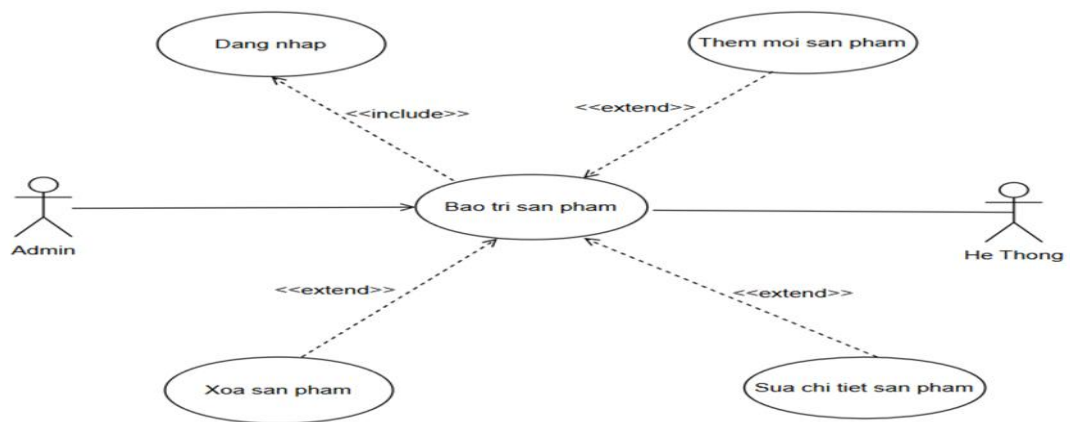 Dang nhap
Them moi san pham
<<include>>
<<extend>>
Bao tri san pham
Admin
He Thong
<<extend>>
<<extend>>
Xoa san pham
Sua chi tiet san pham